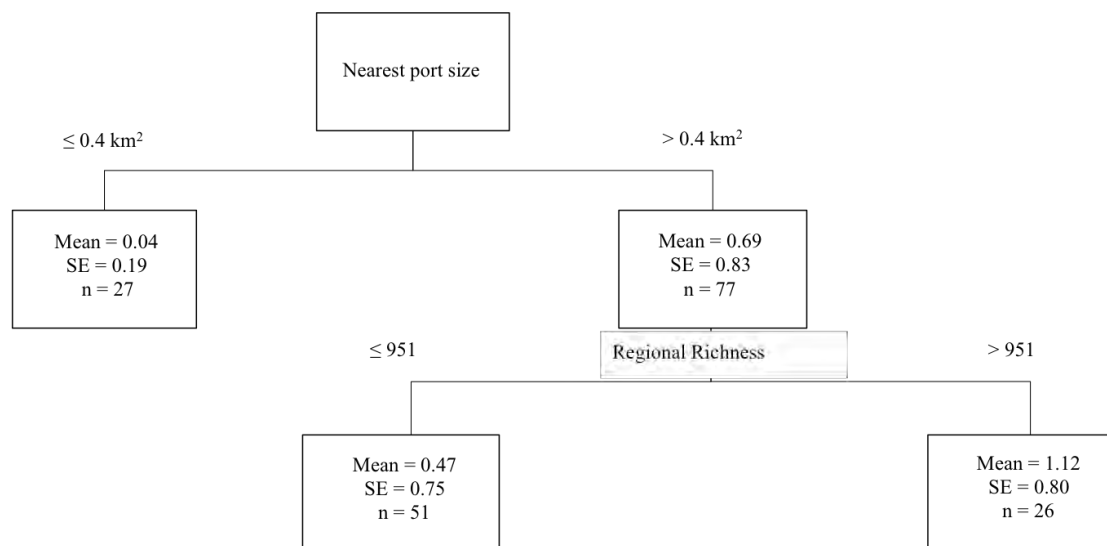 Nearest port size
≤ 0.4 km²
> 0.4 km²
Mean = 0.04
SE = 0.19
n = 27
Mean = 0.69
SE = 0.83
n = 77
≤ 951
Regional Richness
> 951
Mean = 0.47
SE = 0.75
n = 51
Mean = 1.12
SE = 0.80
n = 26